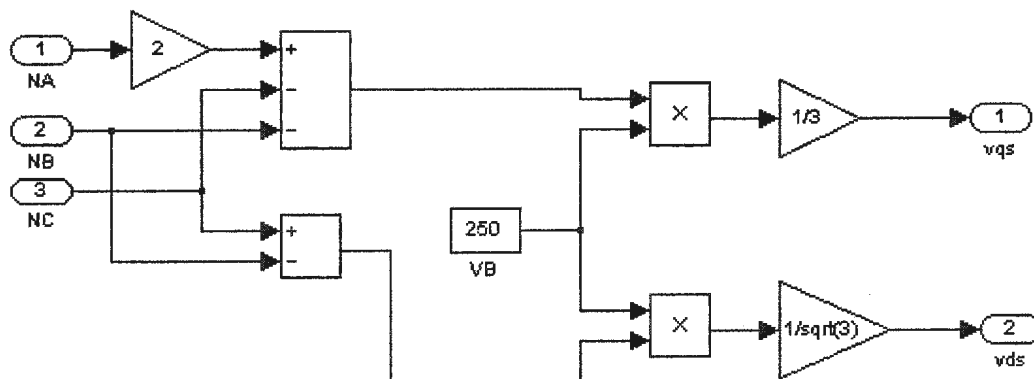 1
NA
2
+
−
−
2
NB
3
NC
×
1/3
1
vqs
+
−
250
VB
×
1/sqrt(3)
2
vds